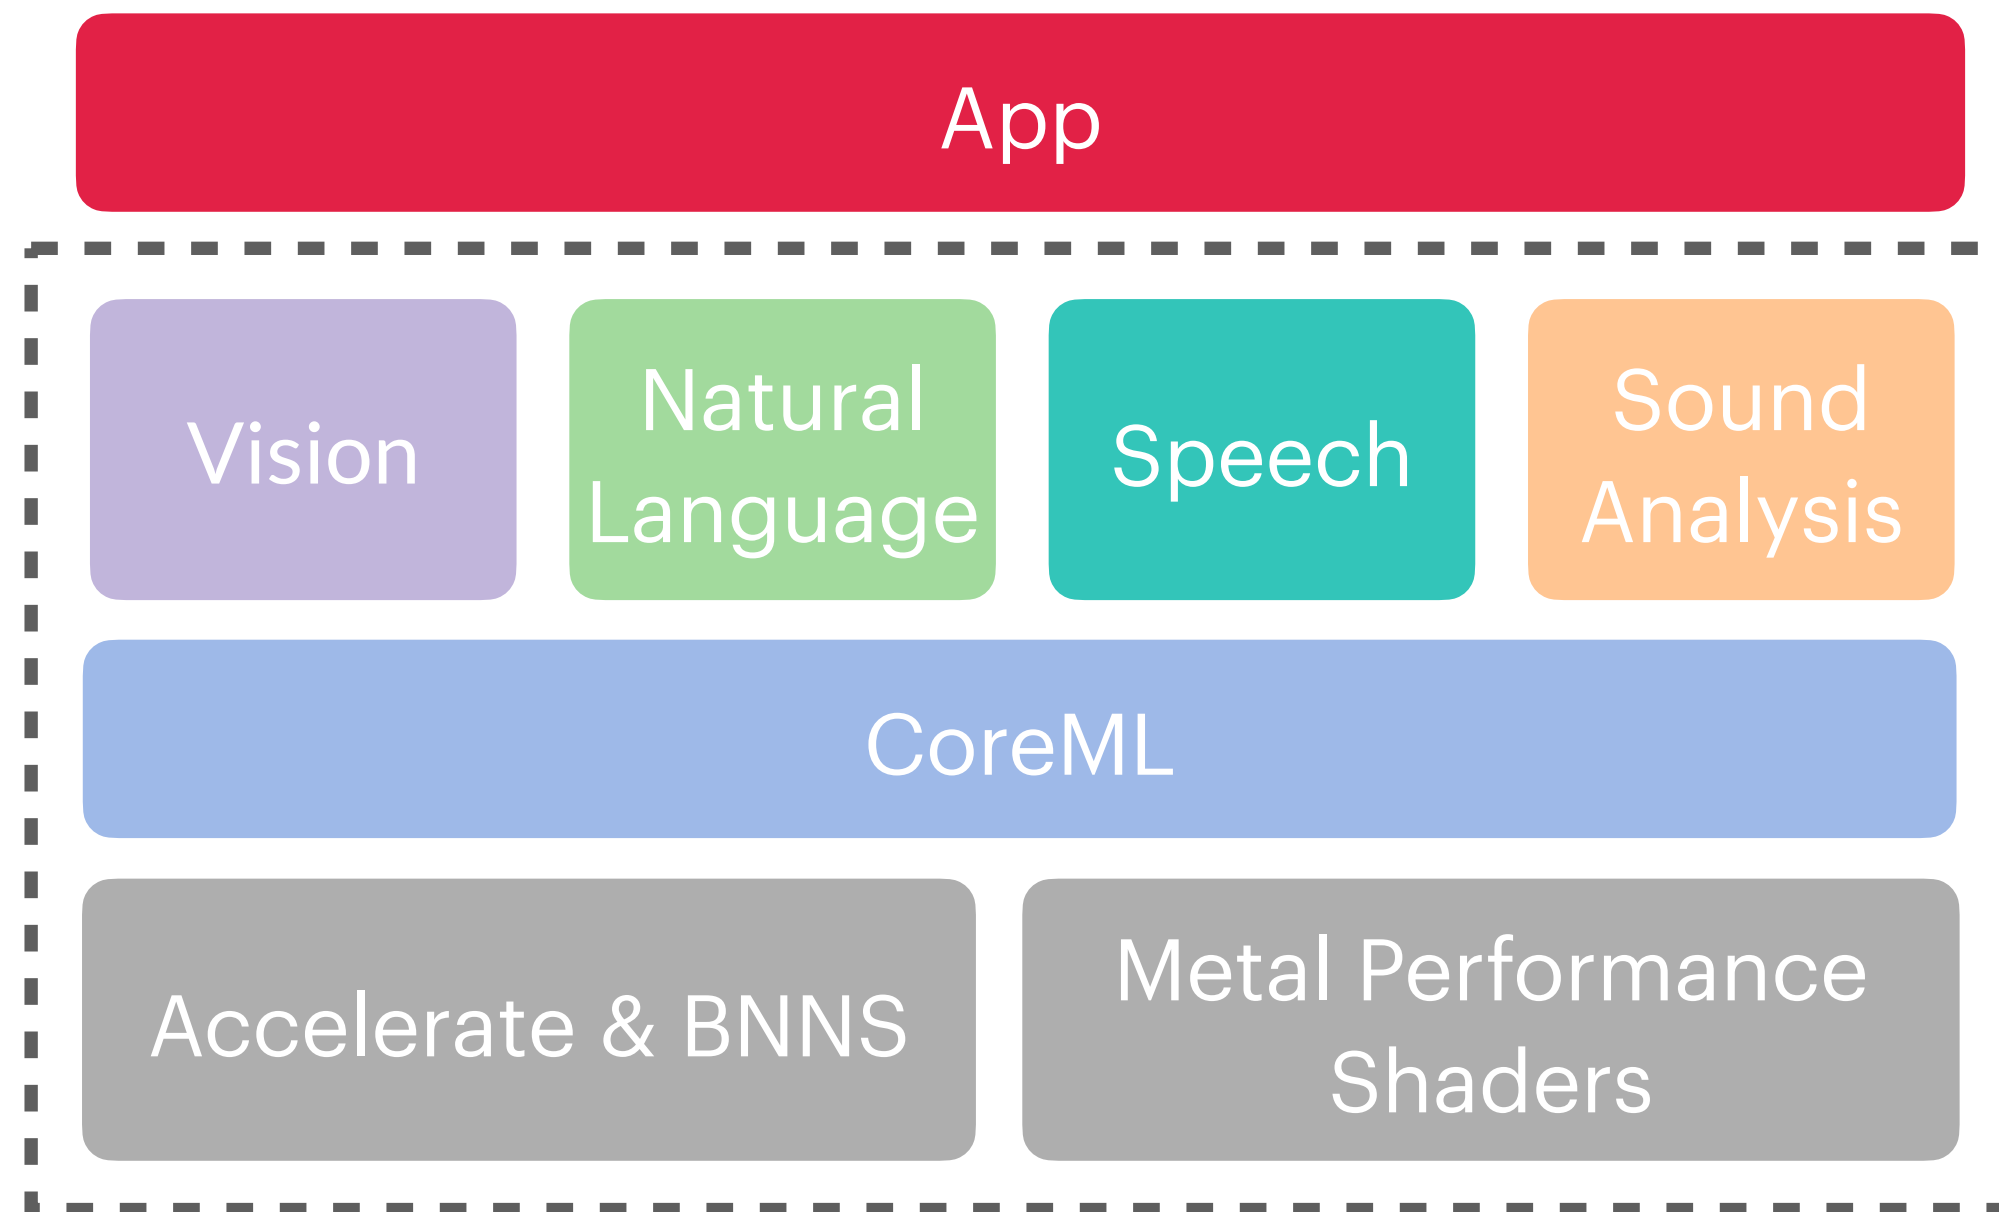 App
Vision
Natural
Language
Speech
Sound
Analysis
CoreML
Accelerate & BNNS
Metal Performance
Shaders